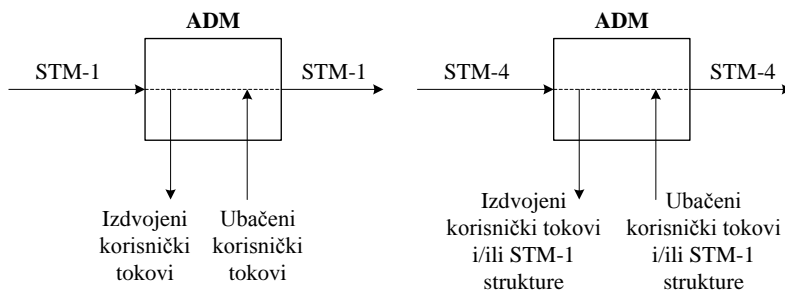 ADM
STM-1
STM-1
Izdvojeni
korisnički
tokovi
Ubačeni
korisnički
tokovi
ADM
STM-4
STM-4
Izdvojeni
korisnički tokovi
i/ili STM-1
strukture
Ubačeni
korisnički tokovi
i/ili STM-1
strukture